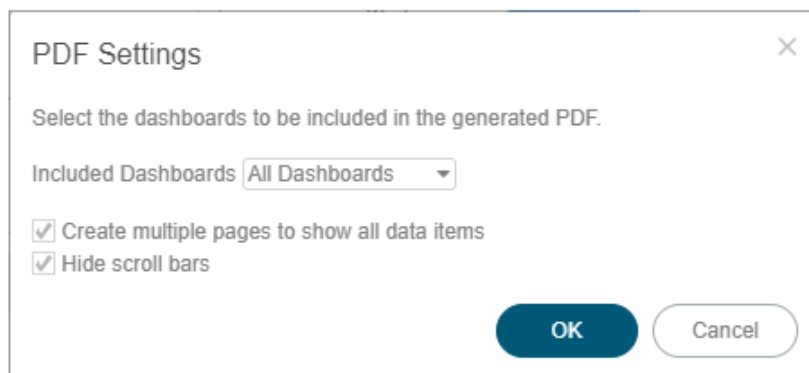 PDF Settings
Select the dashboards to be included in the generated PDF.
Included Dashboards All Dashboards
Create multiple pages to show all data items
Hide scroll bars
OK Cancel